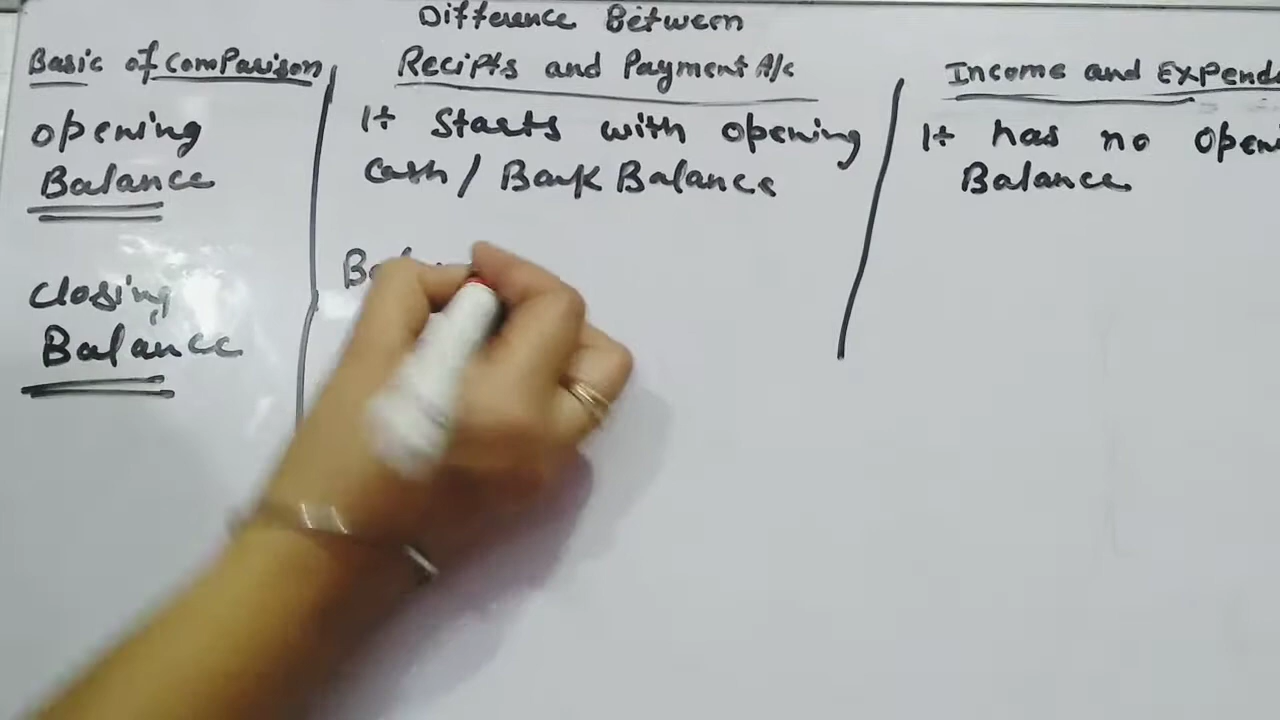 Difference Between
Basic of comparison
Recipts and Payment A/c
Income and
opening
Balance
It starts with opening
cash / Bank Balance
It has no
Balance
closing
Balance